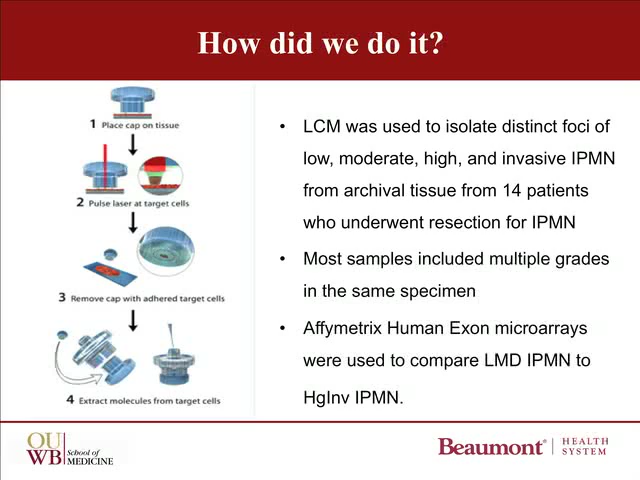 How did we do it?
1 Place cap on tissue
2 Pulse laser at target cells
3 Remove cap with adhered target cells
4 Extract molecules from target cells
• LCM was used to isolate distinct foci of
low, moderate, high, and invasive IPMN
from archival tissue from 14 patients
who underwent resection for IPMN
• Most samples included multiple grades
in the same specimen
• Affymetrix Human Exon microarrays
were used to compare LMD IPMN to
HgInv IPMN.
OU
WB
School of
MEDICINE
Beaumont®
HEALTH
SYSTEM